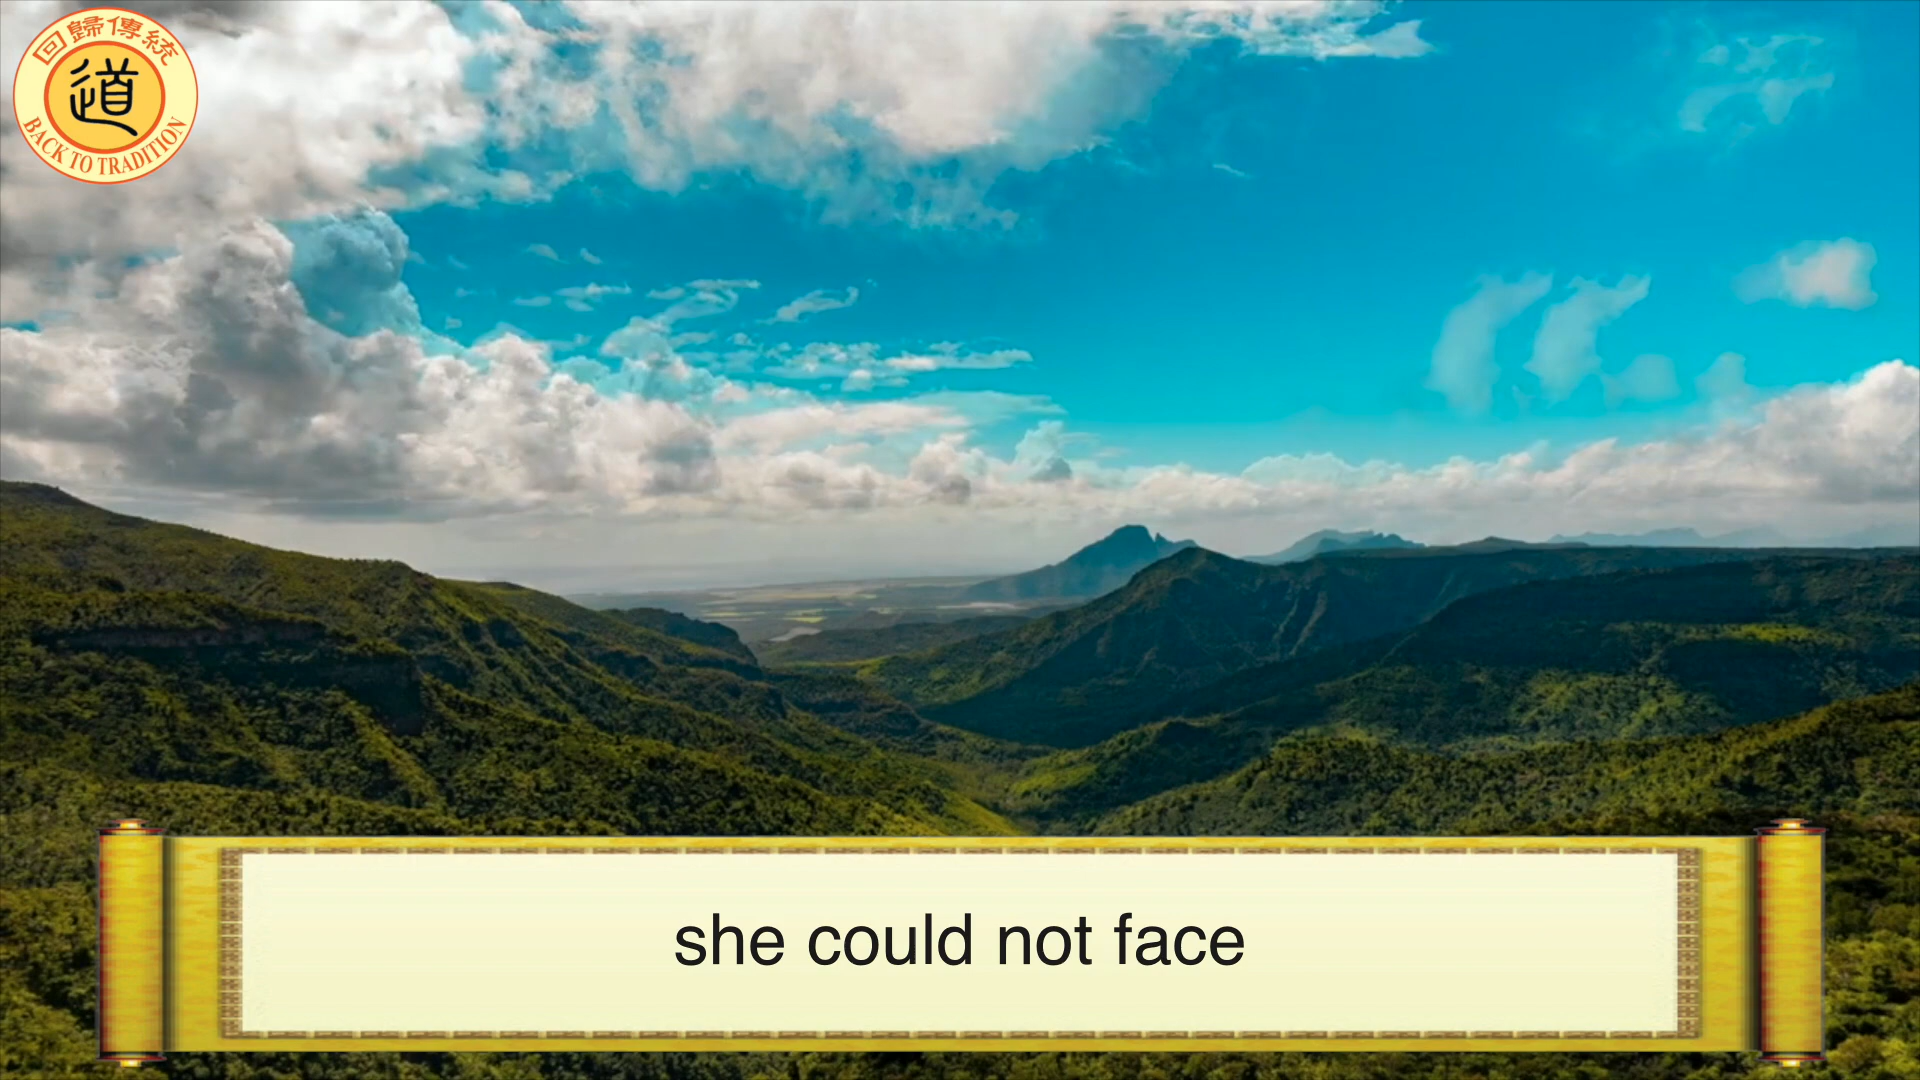 回歸傳統
道
BACK TO TRADITION
she could not face